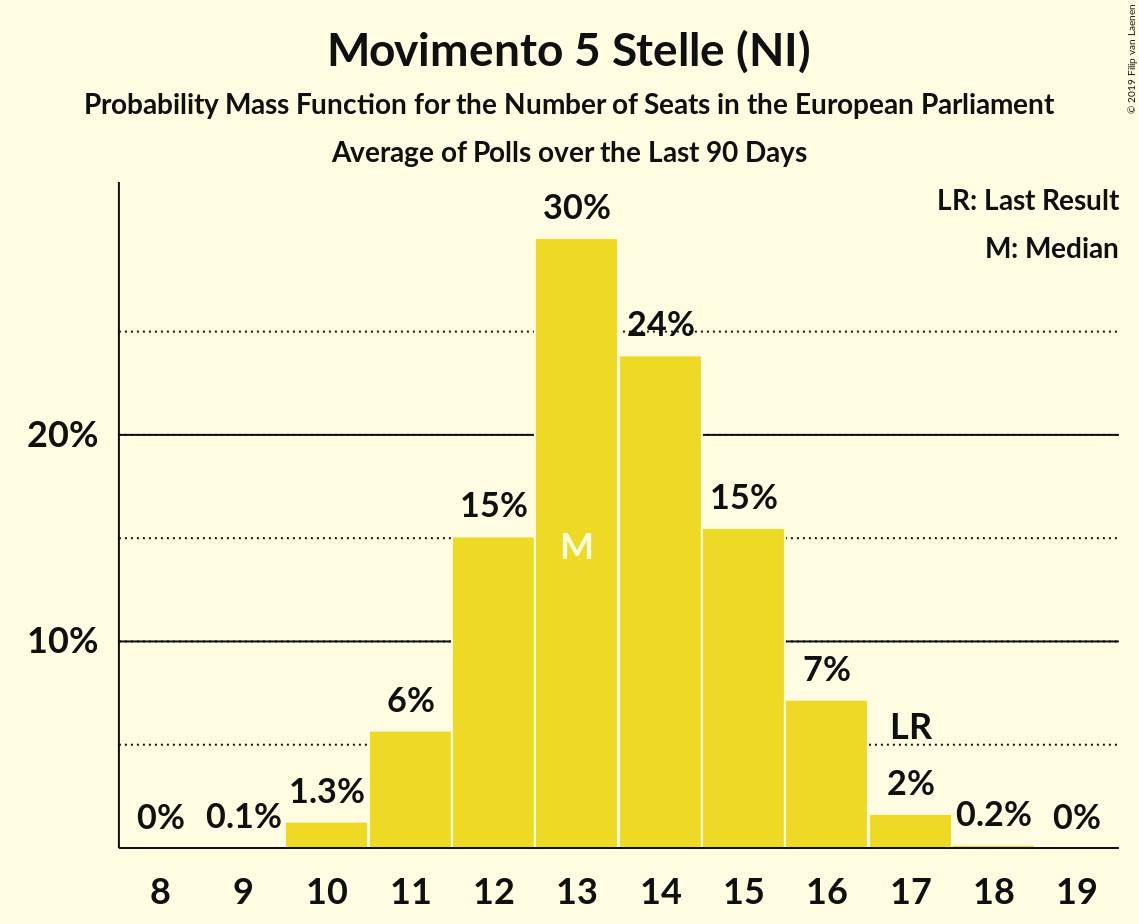 Movimento 5 Stelle (NI)
Probability Mass Function for the Number of Seats in the European Parliament
Average of Polls over the Last 90 Days
© 2019 Filip van Laenen
LR: Last Result
M: Median
30%
24%
20%
15%
15%
M
10%
7%
6%
LR
2%
1.3%
0%
0.1%
0.2%
0%
8 9 10 11 12 13 14 15 16 17 18 19